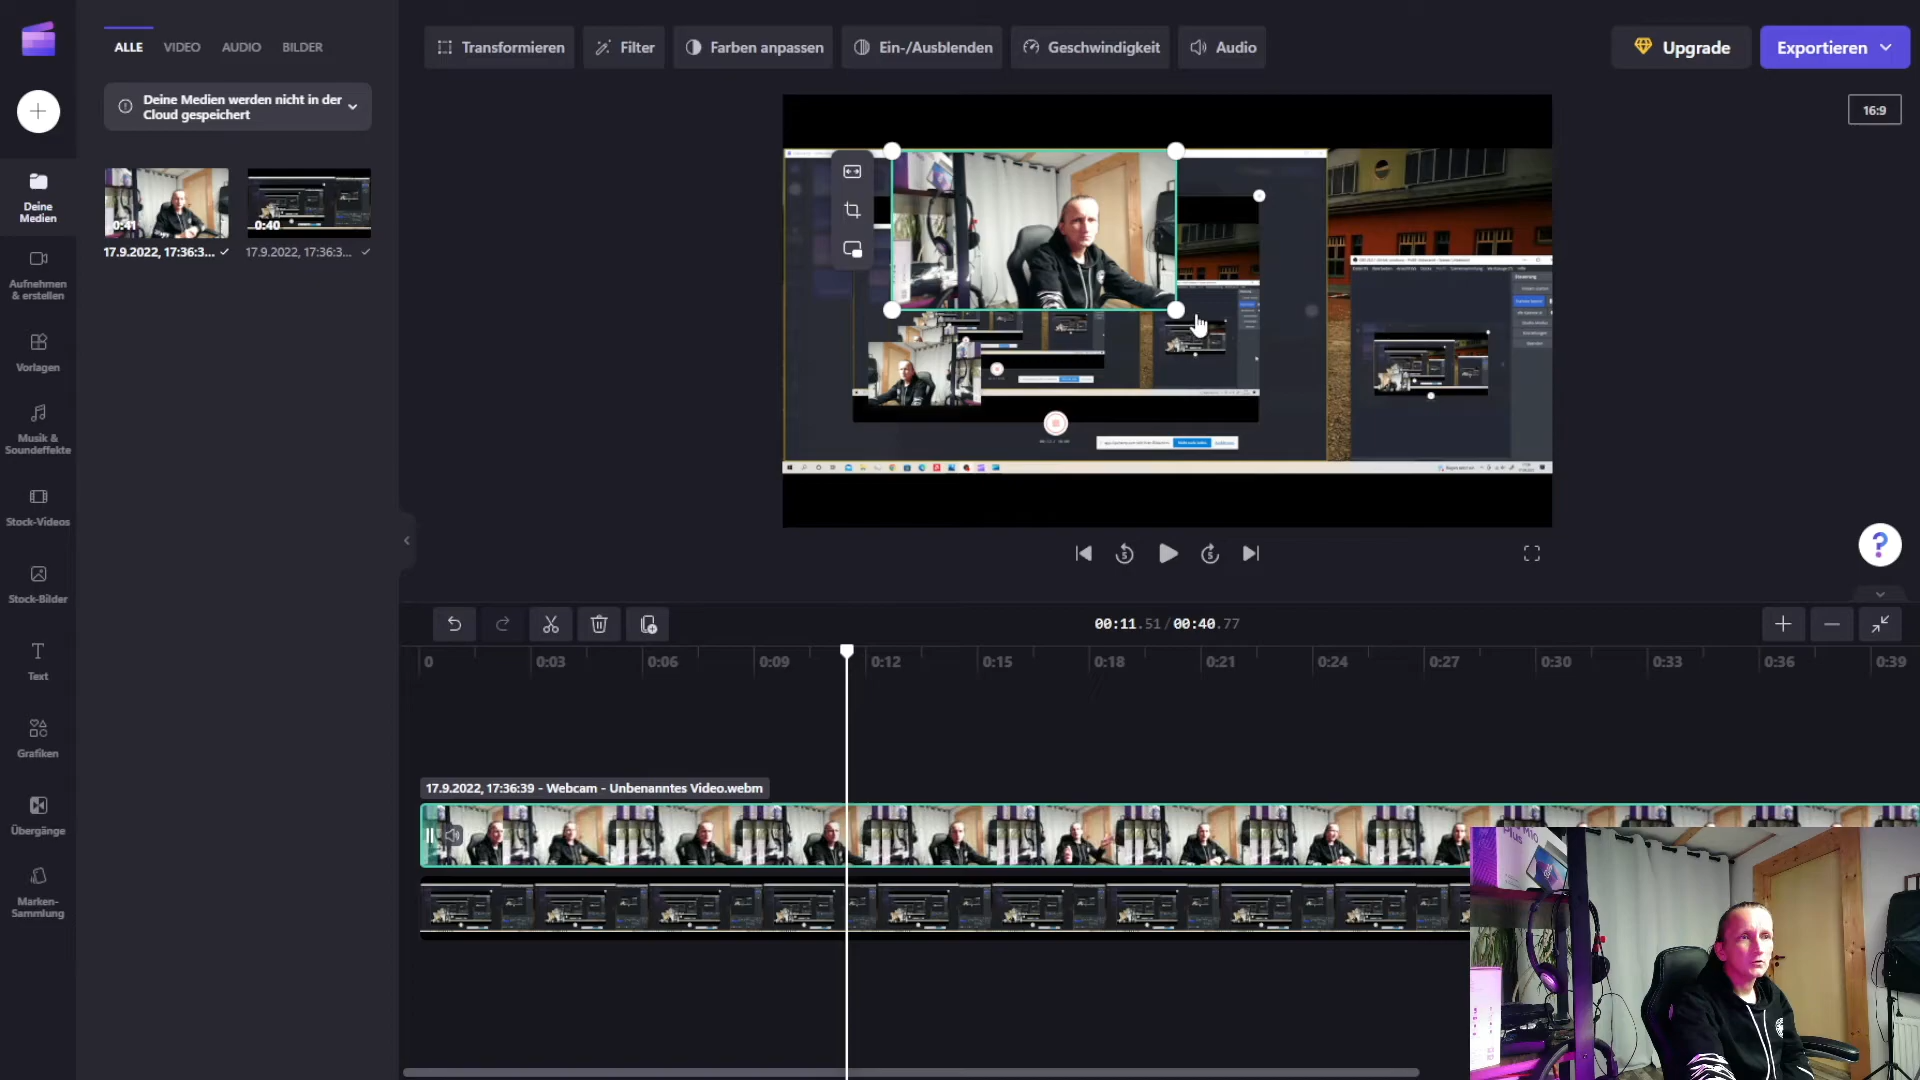 ALLE
VIDEO
AUDIO
BILDER
Deine Medien werden nicht in der
Cloud gespeichert
0:41
0:40
17.9.2022, 17:36:3...
17.9.2022, 17:36:3...
Deine
Medien
Aufnehmen
& erstellen
Vorlagen
Musik &
Soundeffekte
Stock-Videos
Stock-Bilder
Text
Grafiken
Übergänge
Marken-
Sammlung
Transformieren
Filter
Farben anpassen
Ein-/Ausblenden
Geschwindigkeit
Audio
Upgrade
Exportieren
16:9
5
5
?
00:11.51/00:40.77
0
0:03
0:06
0:09
0:12
0:15
0:18
0:21
0:24
0:27
0:30
0:33
0:36
0:39
17.9.2022, 17:36:39 - Webcam - Unbenanntes Video.webm
Plus M10